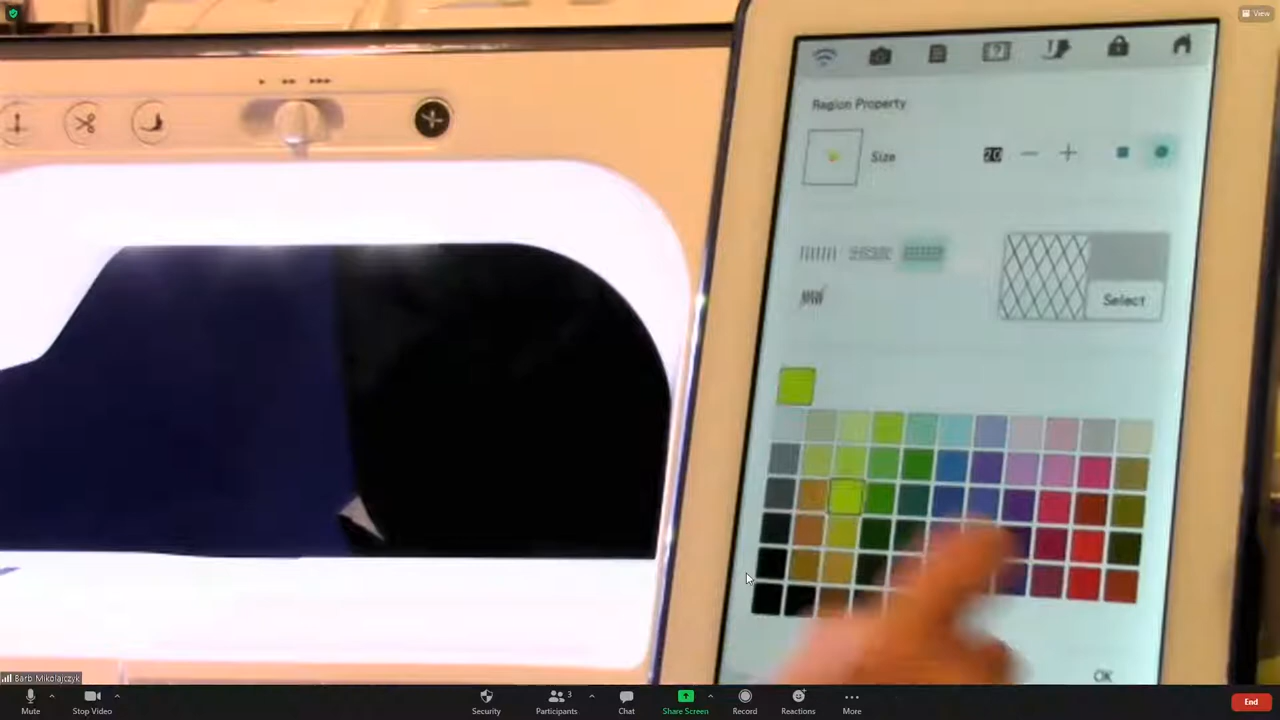 View
Region Property
Size
20
Select
OK
Barb Mikolajczyk
Mute
Stop Video
Security
Participants
3
Chat
Share Screen
Record
Reactions
More
End